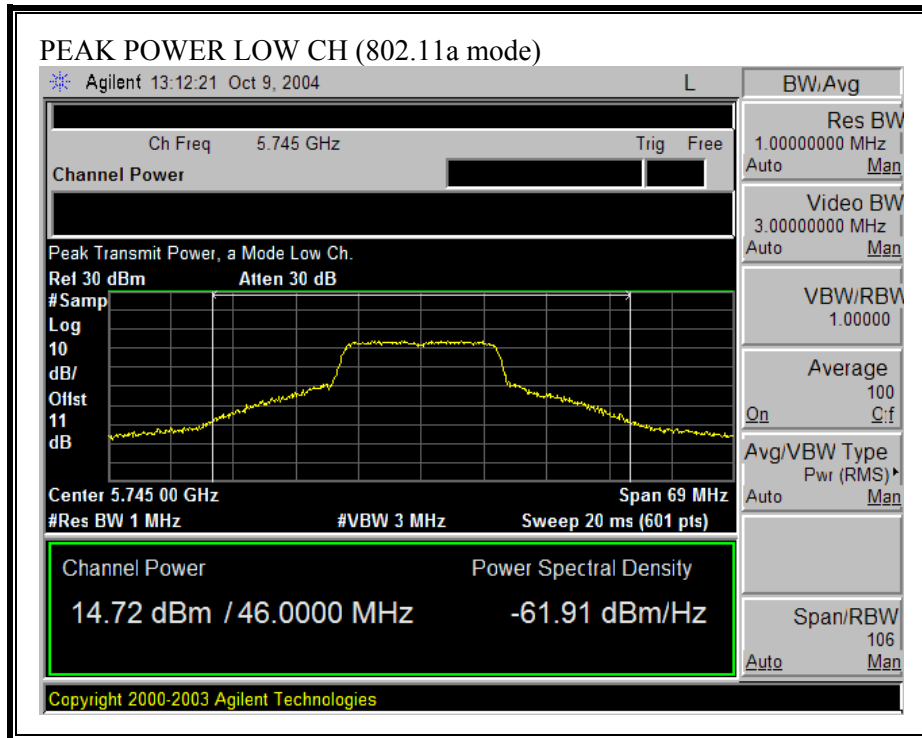 PEAK POWER LOW CH (802.11a mode)
Agilent 13:12:21 Oct 9, 2004 L
Ch Freq 5.745 GHz Trig Free
Channel Power
Peak Transmit Power, a Mode Low Ch.
Ref 30 dBm Atten 30 dB
#Samp
Log
10
dB/
Offst
11
dB
Center 5.745 00 GHz Span 69 MHz
#Res BW 1 MHz #VBW 3 MHz Sweep 20 ms (601 pts)
Channel Power Power Spectral Density
14.72 dBm / 46.0000 MHz -61.91 dBm/Hz
Copyright 2000-2003 Agilent Technologies
BW/Avg
Res BW
1.00000000 MHz
Auto Man
Video BW
3.00000000 MHz
Auto Man
VBW/RBW
1.00000
Average
100
On Off
Avg/VBW Type
Pwr (RMS)
Auto Man
Span/RBW
106
Auto Man